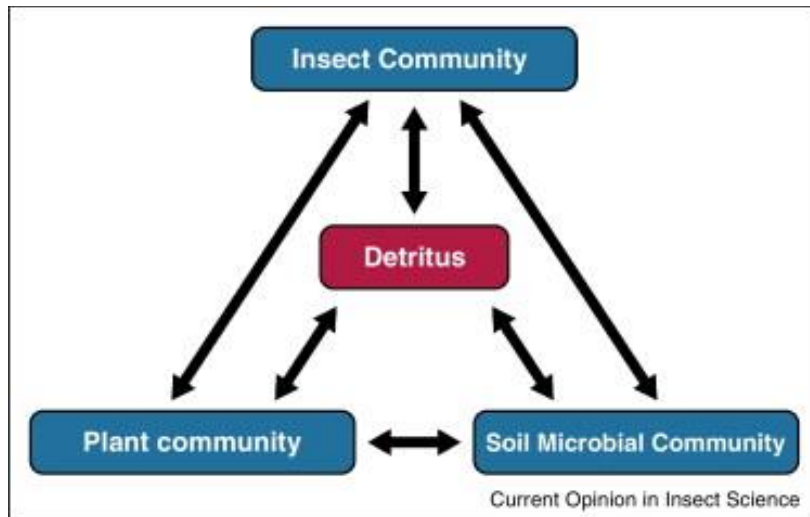 Insect Community
Detritus
Plant community
Soil Microbial Community
Current Opinion in Insect Science